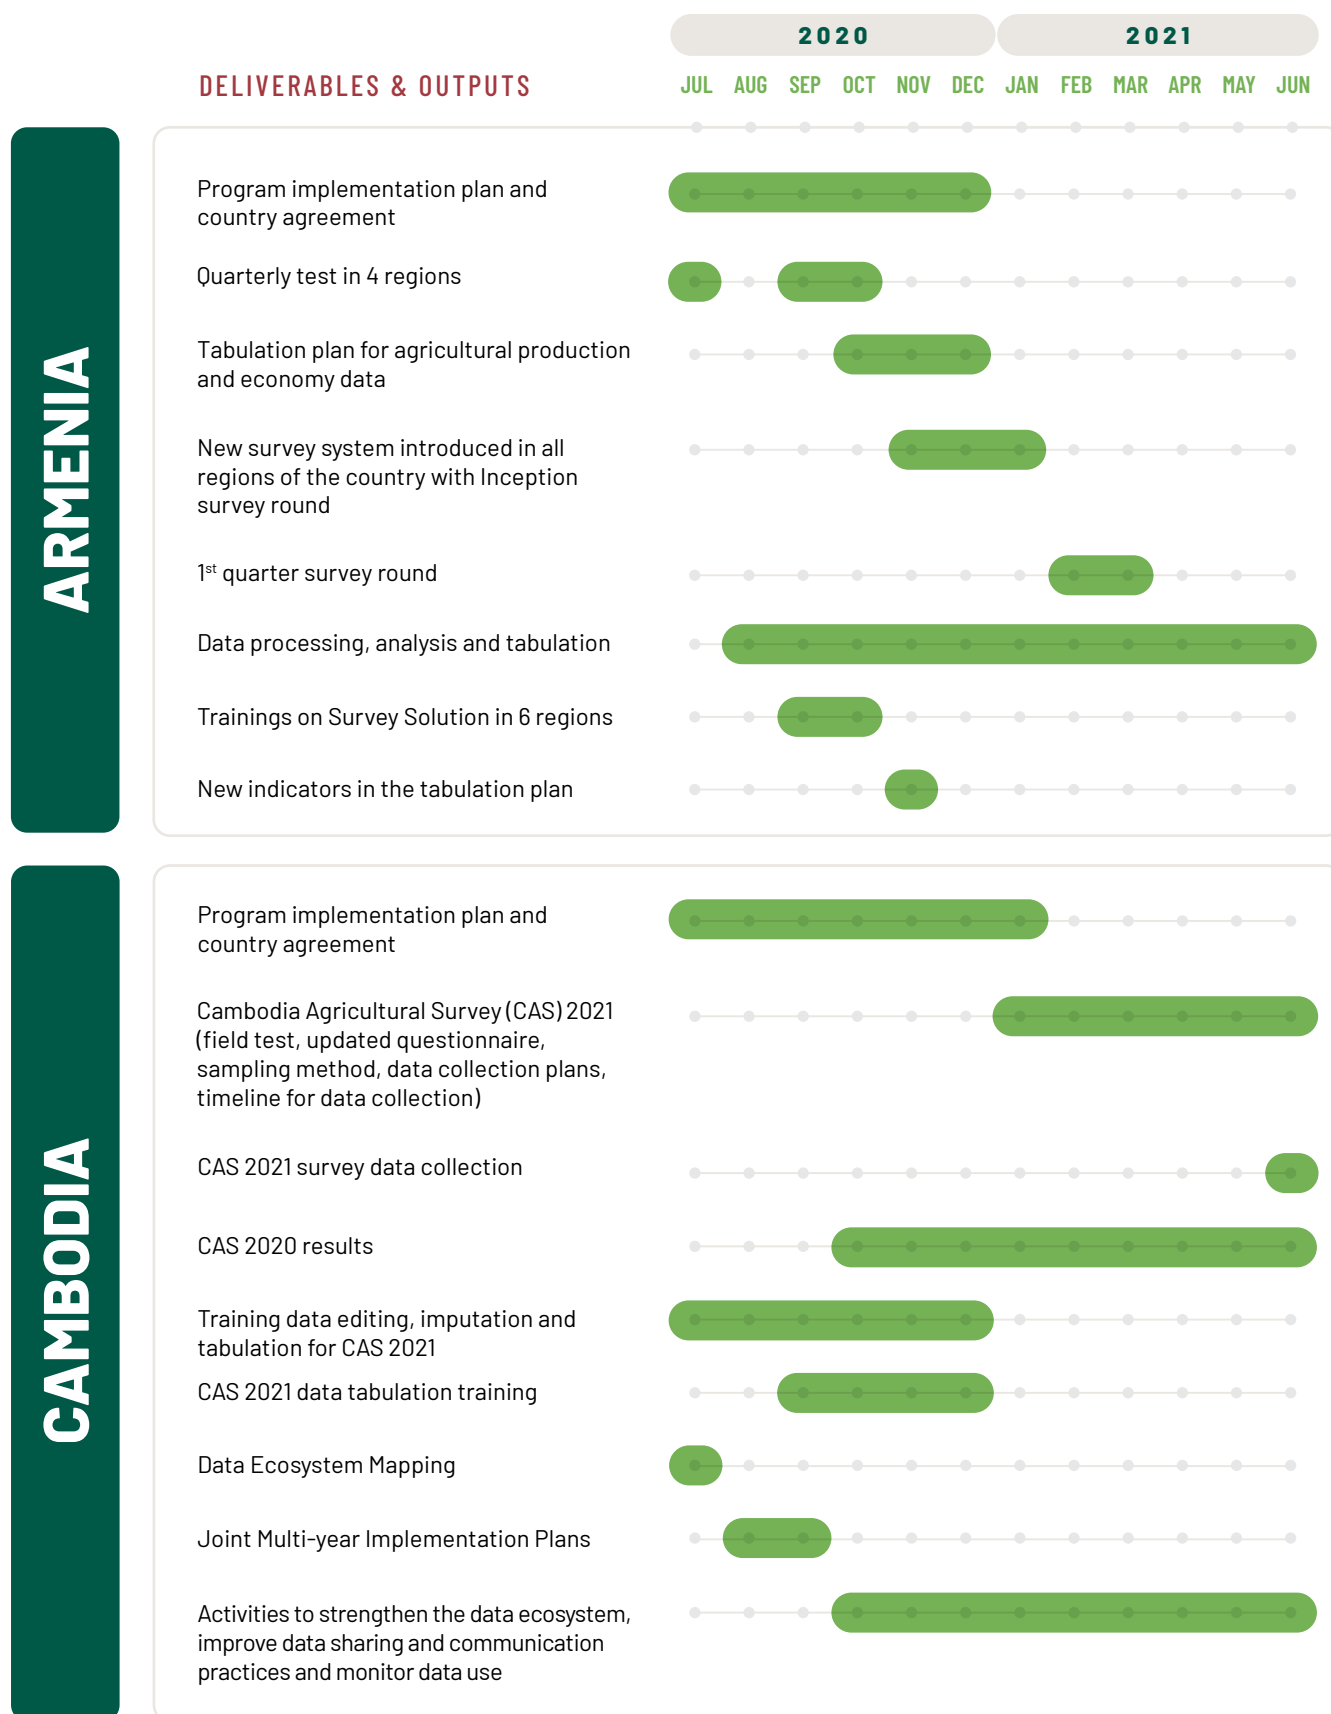 2020 2021
DELIVERABLES & OUTPUTS JUL AUG SEP OCT NOV DEC JAN FEB MAR APR MAY JUN
ARMENIA
Program implementation plan and
country agreement
Quarterly test in 4 regions
Tabulation plan for agricultural production
and economy data
New survey system introduced in all
regions of the country with Inception
survey round
1st quarter survey round
Data processing, analysis and tabulation
Trainings on Survey Solution in 6 regions
New indicators in the tabulation plan
CAMBODIA
Program implementation plan and
country agreement
Cambodia Agricultural Survey (CAS) 2021
(field test, updated questionnaire,
sampling method, data collection plans,
timeline for data collection)
CAS 2021 survey data collection
CAS 2020 results
Training data editing, imputation and
tabulation for CAS 2021
CAS 2021 data tabulation training
Data Ecosystem Mapping
Joint Multi-year Implementation Plans
Activities to strengthen the data ecosystem,
improve data sharing and communication
practices and monitor data use